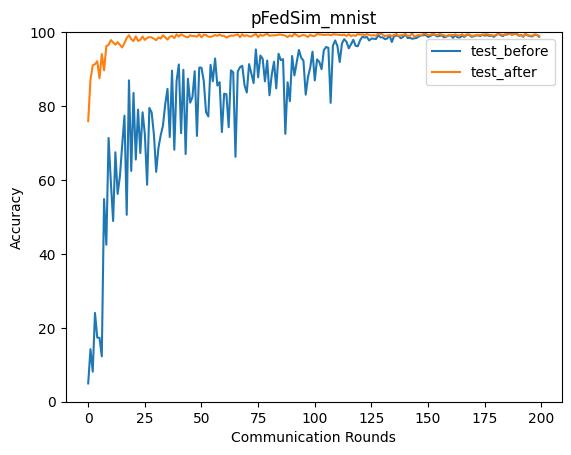 pFedSim_mnist
100
80
60
40
20
0
Accuracy
test_before
test_after
0 25 50 75 100 125 150 175 200
Communication Rounds